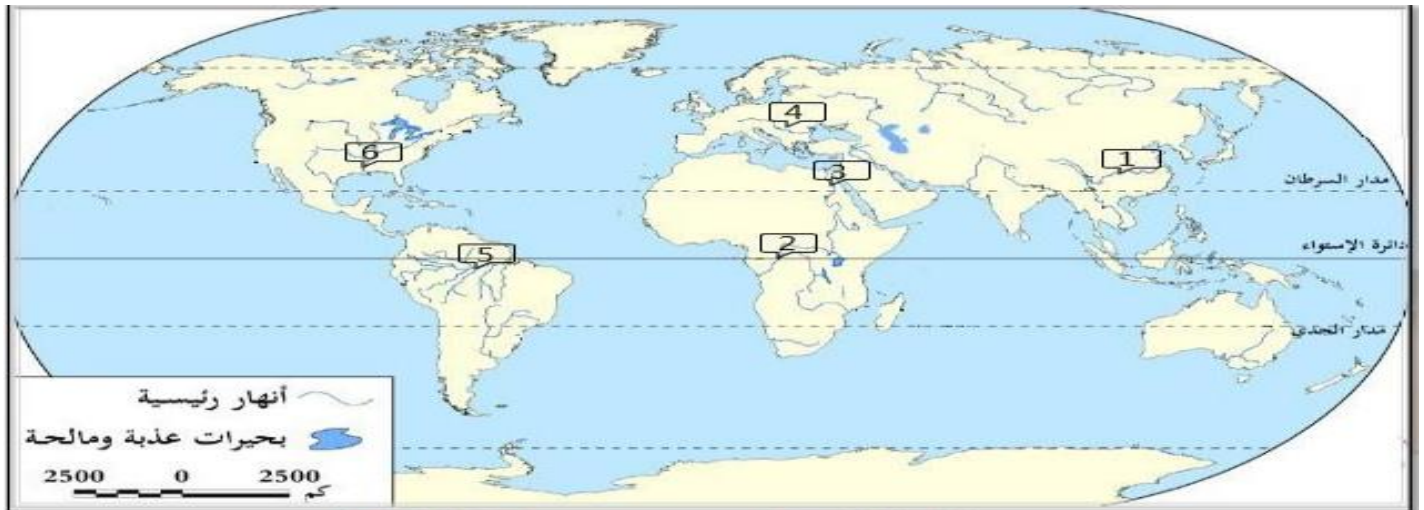 4
6
1
3
مدار السرطان
2
دائرة الإستواء
5
مدار الجدي
أنهار رئيسية
بحيرات عذبة ومالحة
2500 0 2500
كم